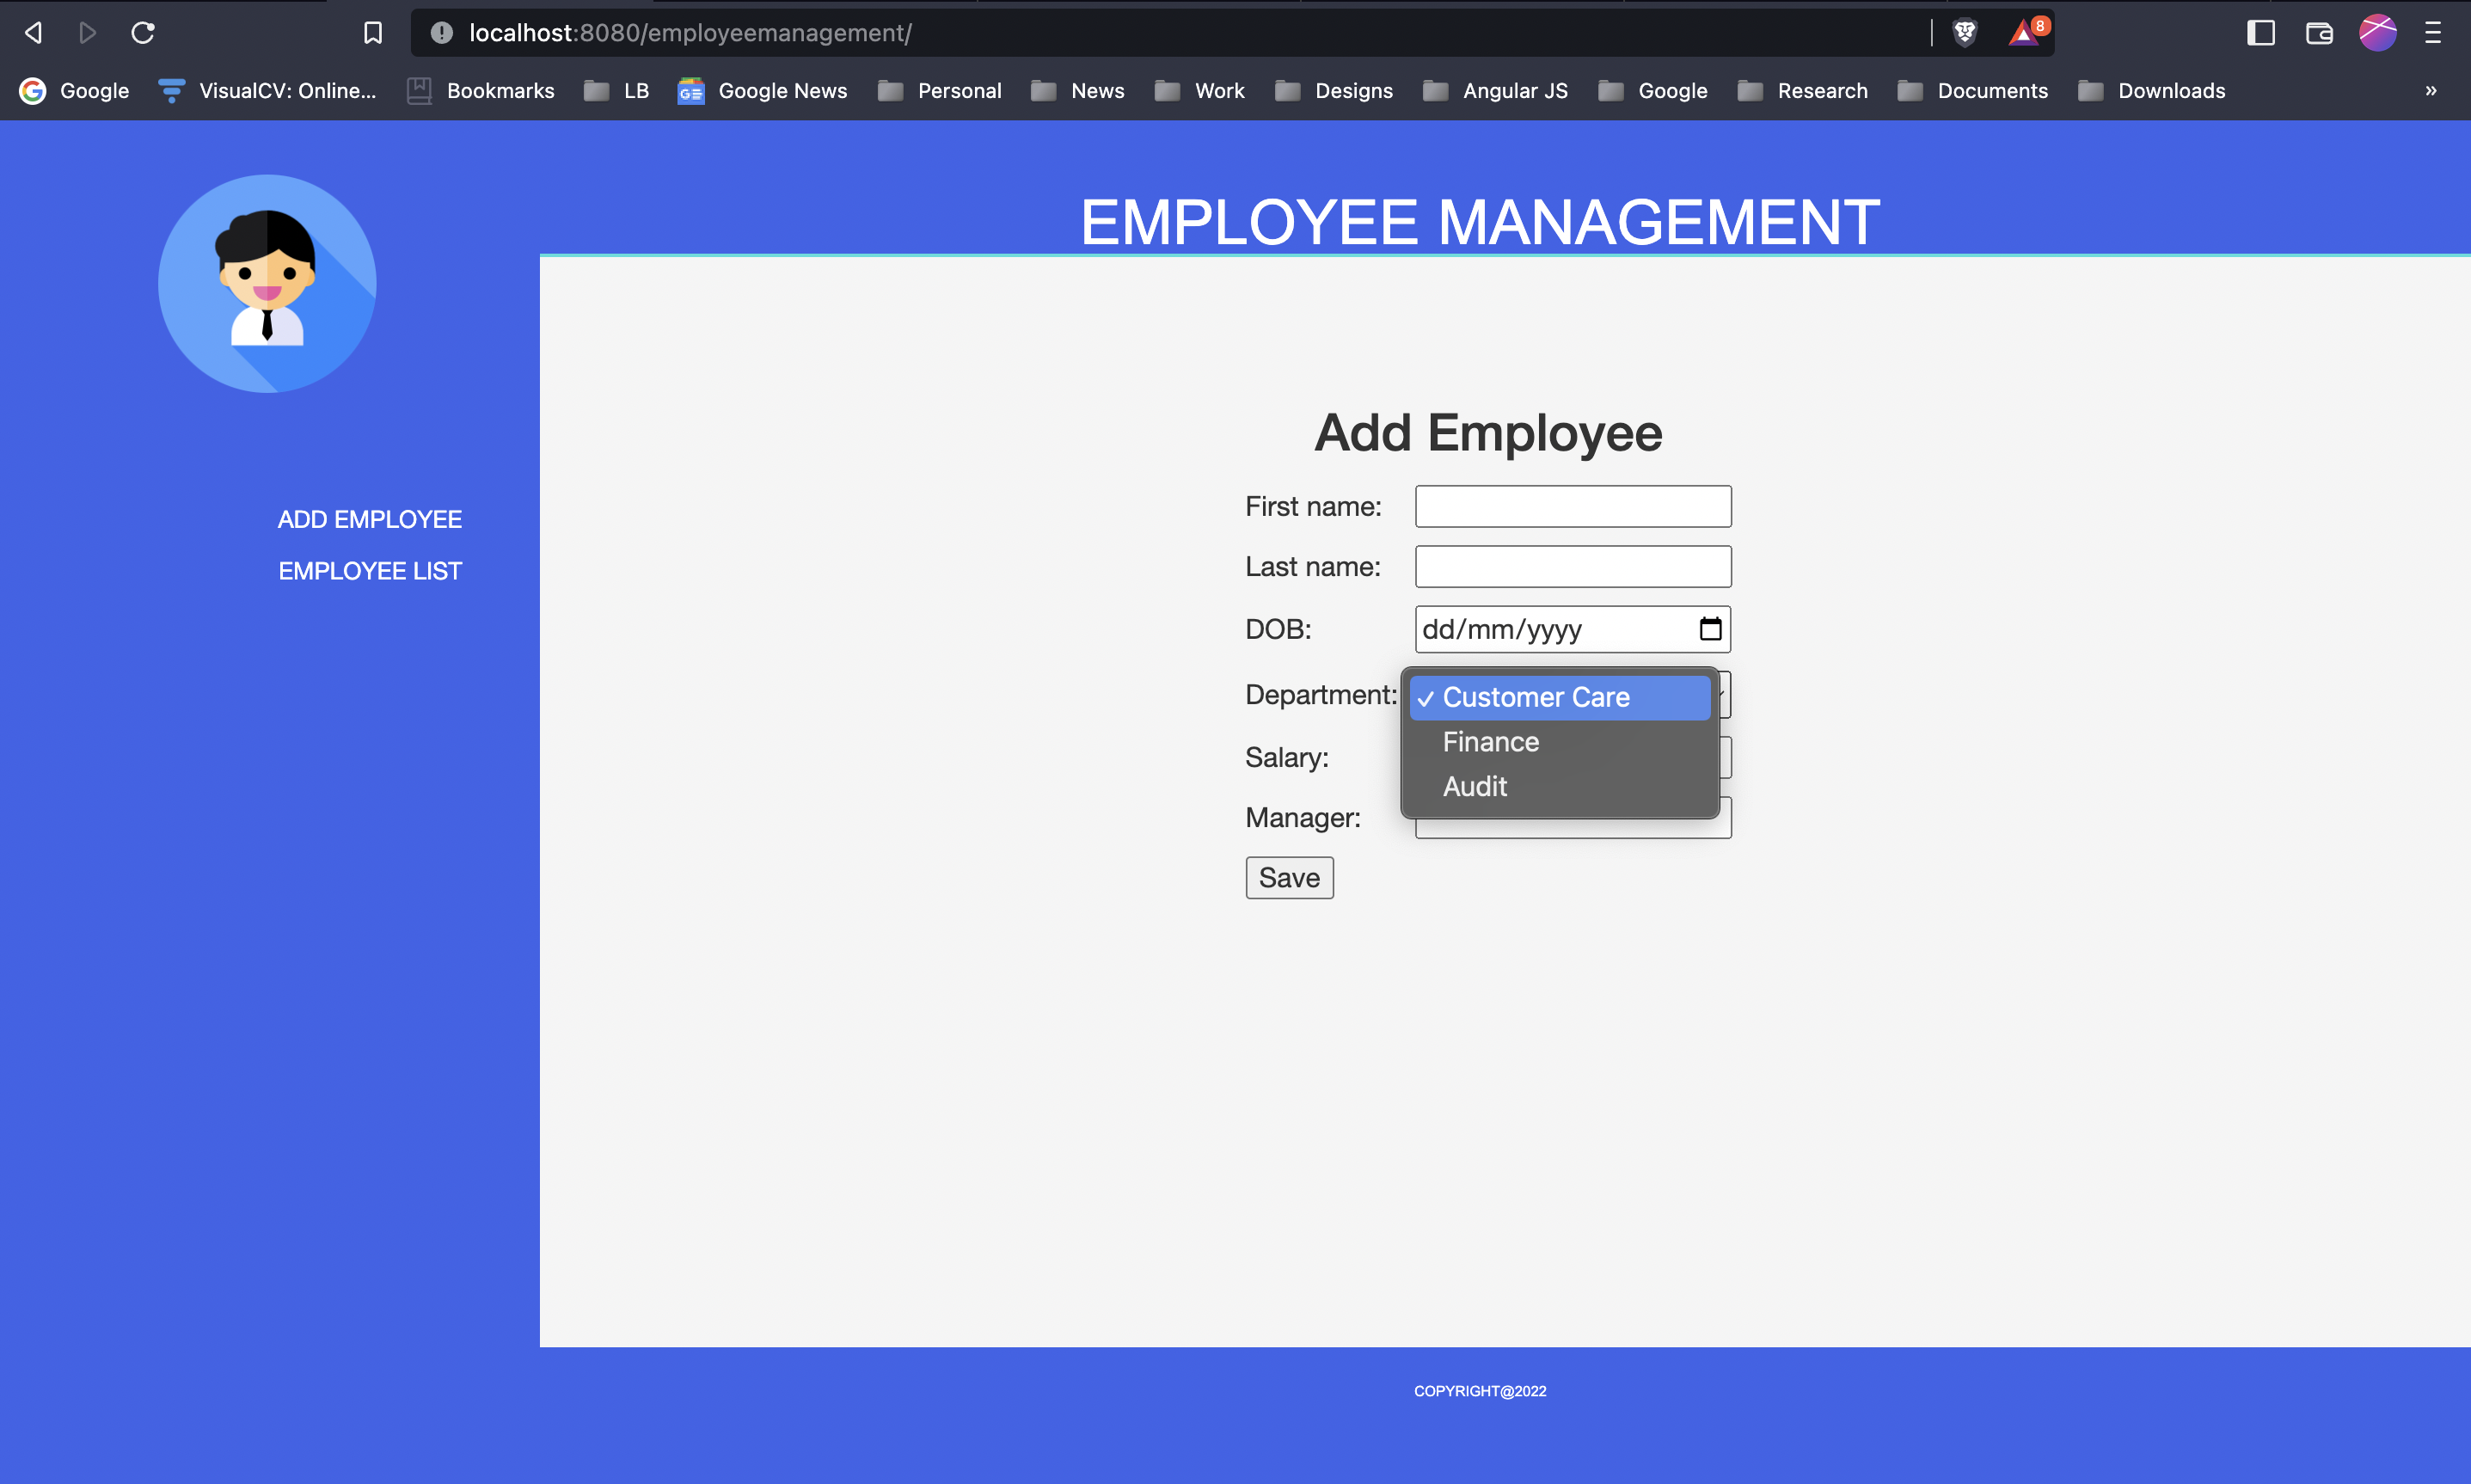 localhost:8080/employeemanagement/
8
Google
VisualCV: Online...
Bookmarks
LB
Google News
Personal
News
Work
Designs
Angular JS
Google
Research
Documents
Downloads
»
EMPLOYEE MANAGEMENT
ADD EMPLOYEE
EMPLOYEE LIST
Add Employee
First name:
Last name:
DOB: dd/mm/yyyy
Department: ✓ Customer Care
Finance
Salary:
Audit
Manager:
Save
COPYRIGHT@2022